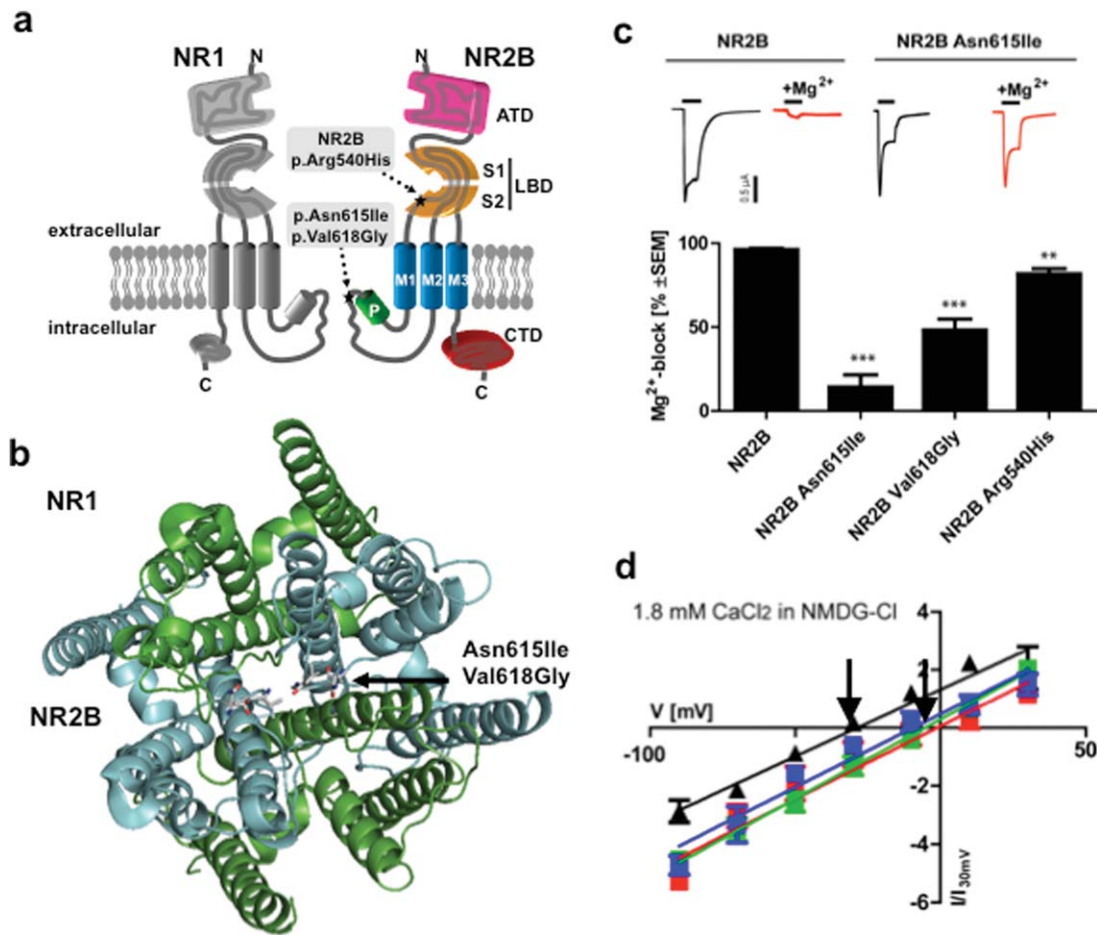 a
NR1
N
N
NR2B
ATD
NR2B
p.Arg540His
S1
S2
LBD
p.Asn615Ile
p.Val618Gly
extracellular
intracellular
M1
M2
M3
P
CTD
C
C
b
NR1
NR2B
Asn615Ile
Val618Gly
c
NR2B
NR2B Asn615Ile
+Mg²⁺
+Mg²⁺
0.5 µA
Mg²⁺-block [% ±SEM]
100
50
0
***
***
**
NR2B
NR2B Asn615Ile
NR2B Val618Gly
NR2B Arg540His
d
1.8 mM CaCl2 in NMDG-Cl
V [mV]
-100
50
4
2
-2
-4
-6
I/I30mV